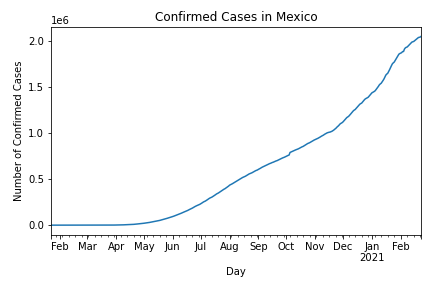 Confirmed Cases in Mexico
1e6
2.0
1.5
1.0
0.5
0.0
Number of Confirmed Cases
Feb Mar Apr May Jun Jul Aug Sep Oct Nov Dec Jan Feb
2021
Day